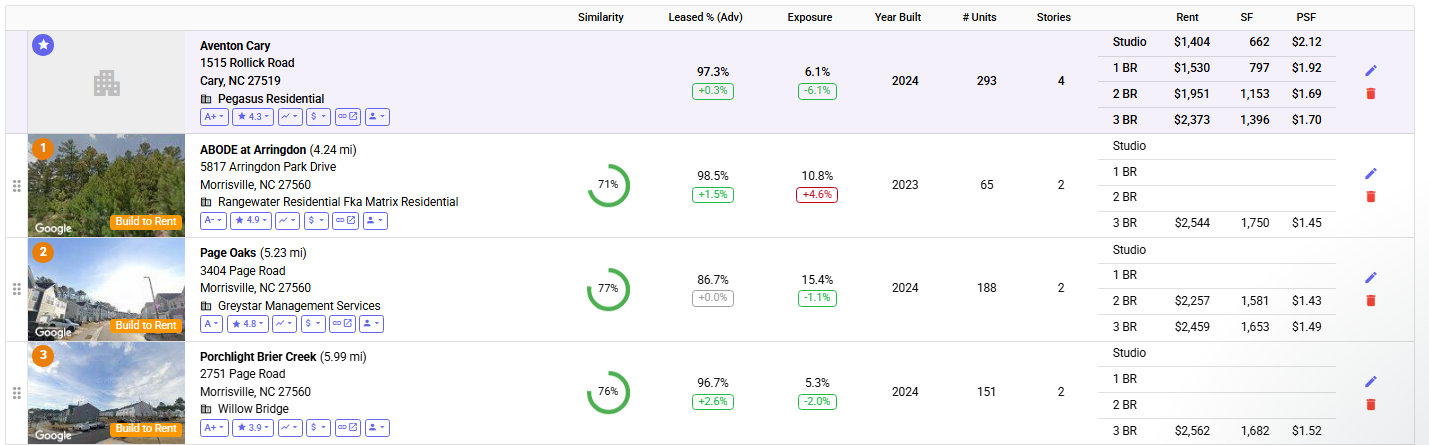 Similarity Leased % (Adv) Exposure Year Built # Units Stories Rent SF PSF
Aventon Cary
1515 Rollick Road
Cary, NC 27519
Pegasus Residential
A+ 4.3 $
97.3%
+0.3%
6.1%
-6.1%
2024 293 4
Studio $1,404 662 $2.12
1 BR $1,530 797 $1.92
2 BR $1,951 1,153 $1.69
3 BR $2,373 1,396 $1.70
1
Google
Build to Rent
ABODE at Arringdon (4.24 mi)
5817 Arringdon Park Drive
Morrisville, NC 27560
Rangewater Residential Fka Matrix Residential
A- 4.9 $
71%
98.5%
+1.5%
10.8%
+4.6%
2023 65 2
Studio
1 BR
2 BR
3 BR $2,544 1,750 $1.45
2
Google
Build to Rent
Page Oaks (5.23 mi)
3404 Page Road
Morrisville, NC 27560
Greystar Management Services
A 4.8 $
77%
86.7%
+0.0%
15.4%
-1.1%
2024 188 2
Studio
1 BR
2 BR $2,257 1,581 $1.43
3 BR $2,459 1,653 $1.49
3
Google
Build to Rent
Porchlight Brier Creek (5.99 mi)
2751 Page Road
Morrisville, NC 27560
Willow Bridge
A+ 3.9 $
76%
96.7%
+2.6%
5.3%
-2.0%
2024 151 2
Studio
1 BR
2 BR
3 BR $2,562 1,682 $1.52